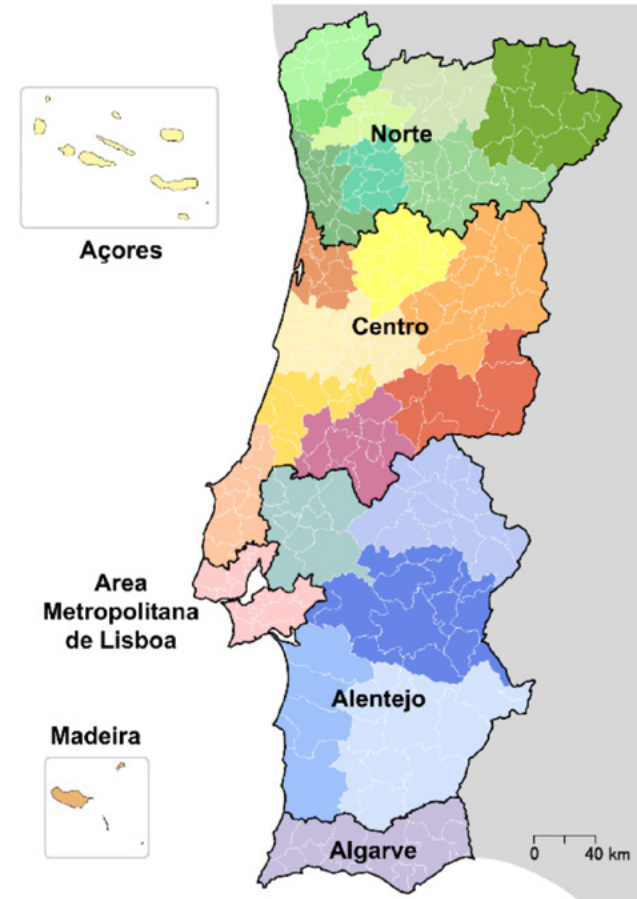 Norte
Açores
Centro
Area
Metropolitana
de Lisboa
Alentejo
Madeira
Algarve
0 40 km